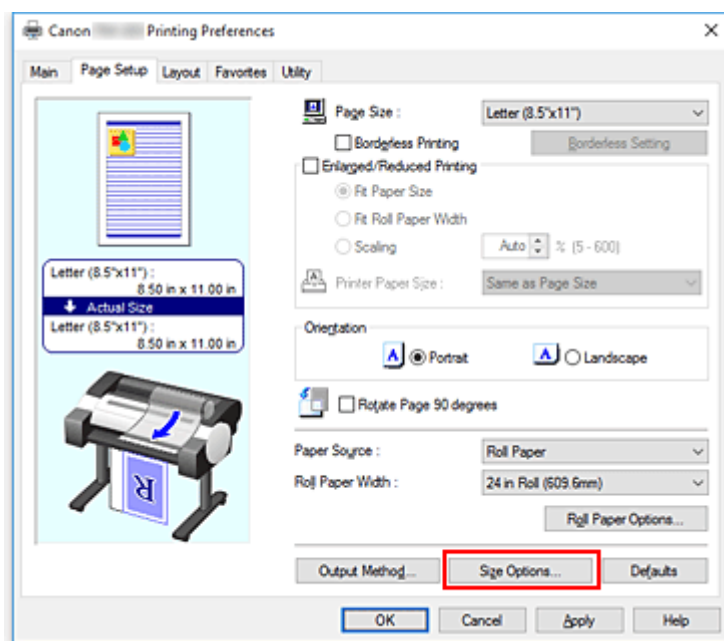 Canon Printing Preferences
Main Page Setup Layout Favorites Utility
Page Size : Letter (8.5"x11")
Borderless Printing Borderless Setting
Enlarged/Reduced Printing
Fit Paper Size
Fit Roll Paper Width
Scaling Auto % (5 - 600)
Printer Paper Size : Same as Page Size
Letter (8.5"x11") :
8.50 in x 11.00 in
Actual Size
Letter (8.5"x11") :
8.50 in x 11.00 in
Orientation
A Portrait A Landscape
Rotate Page 90 degrees
Paper Source : Roll Paper
Roll Paper Width : 24 in Roll (609.6mm)
R
Roll Paper Options...
Output Method... Size Options... Defaults
OK Cancel Apply Help